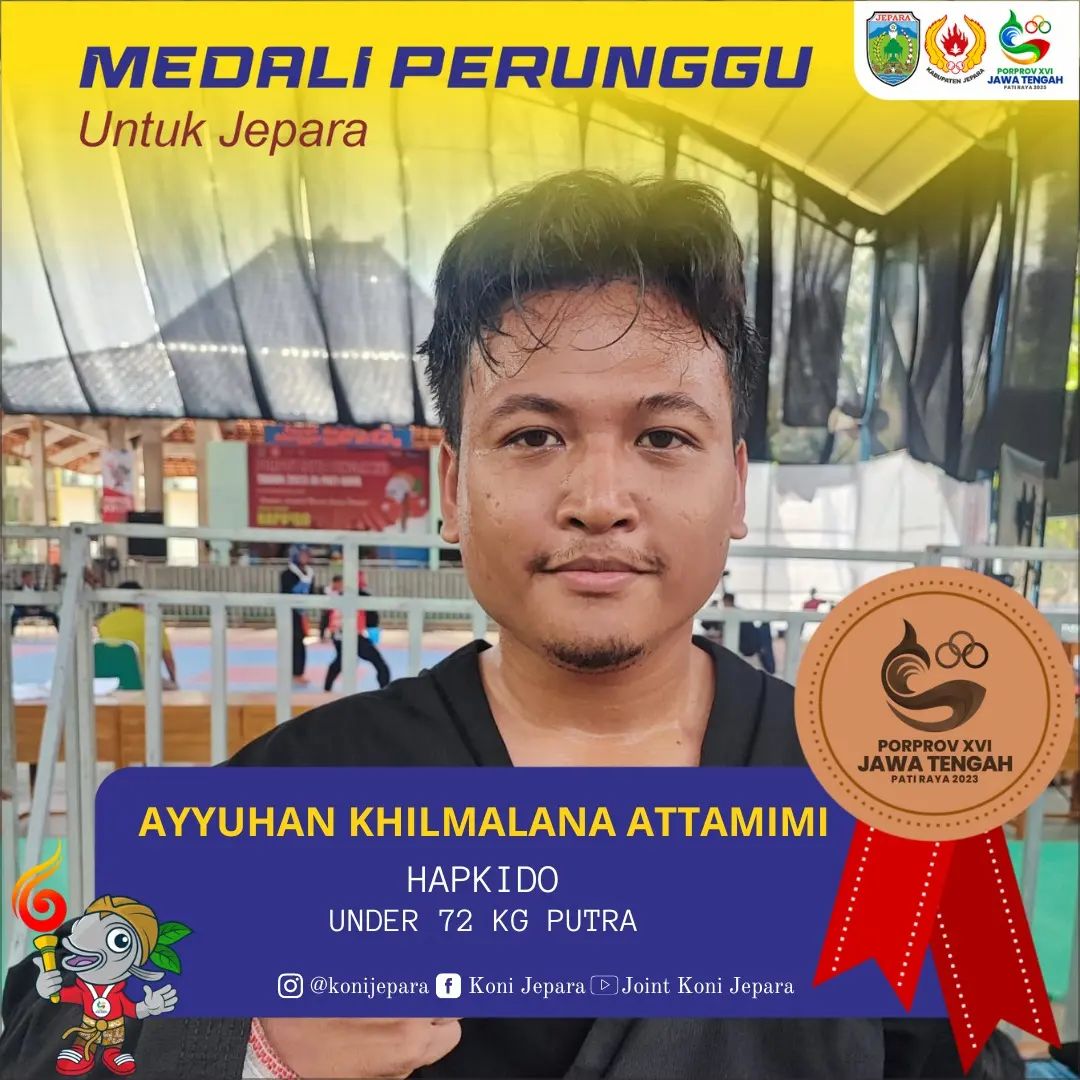 MEDALI PERUNGGU
Untuk Jepara
JEPARA
KABUPATEN JEPARA
PORPROV XVI
JAWA TENGAH
PATI RAYA 2023
PORPROV XVI
JAWA TENGAH
PATI RAYA 2023
AYYUHAN KHILMALANA ATTAMIMI
HAPKIDO
UNDER 72 KG PUTRA
@konijepara Koni Jepara Joint Koni Jepara